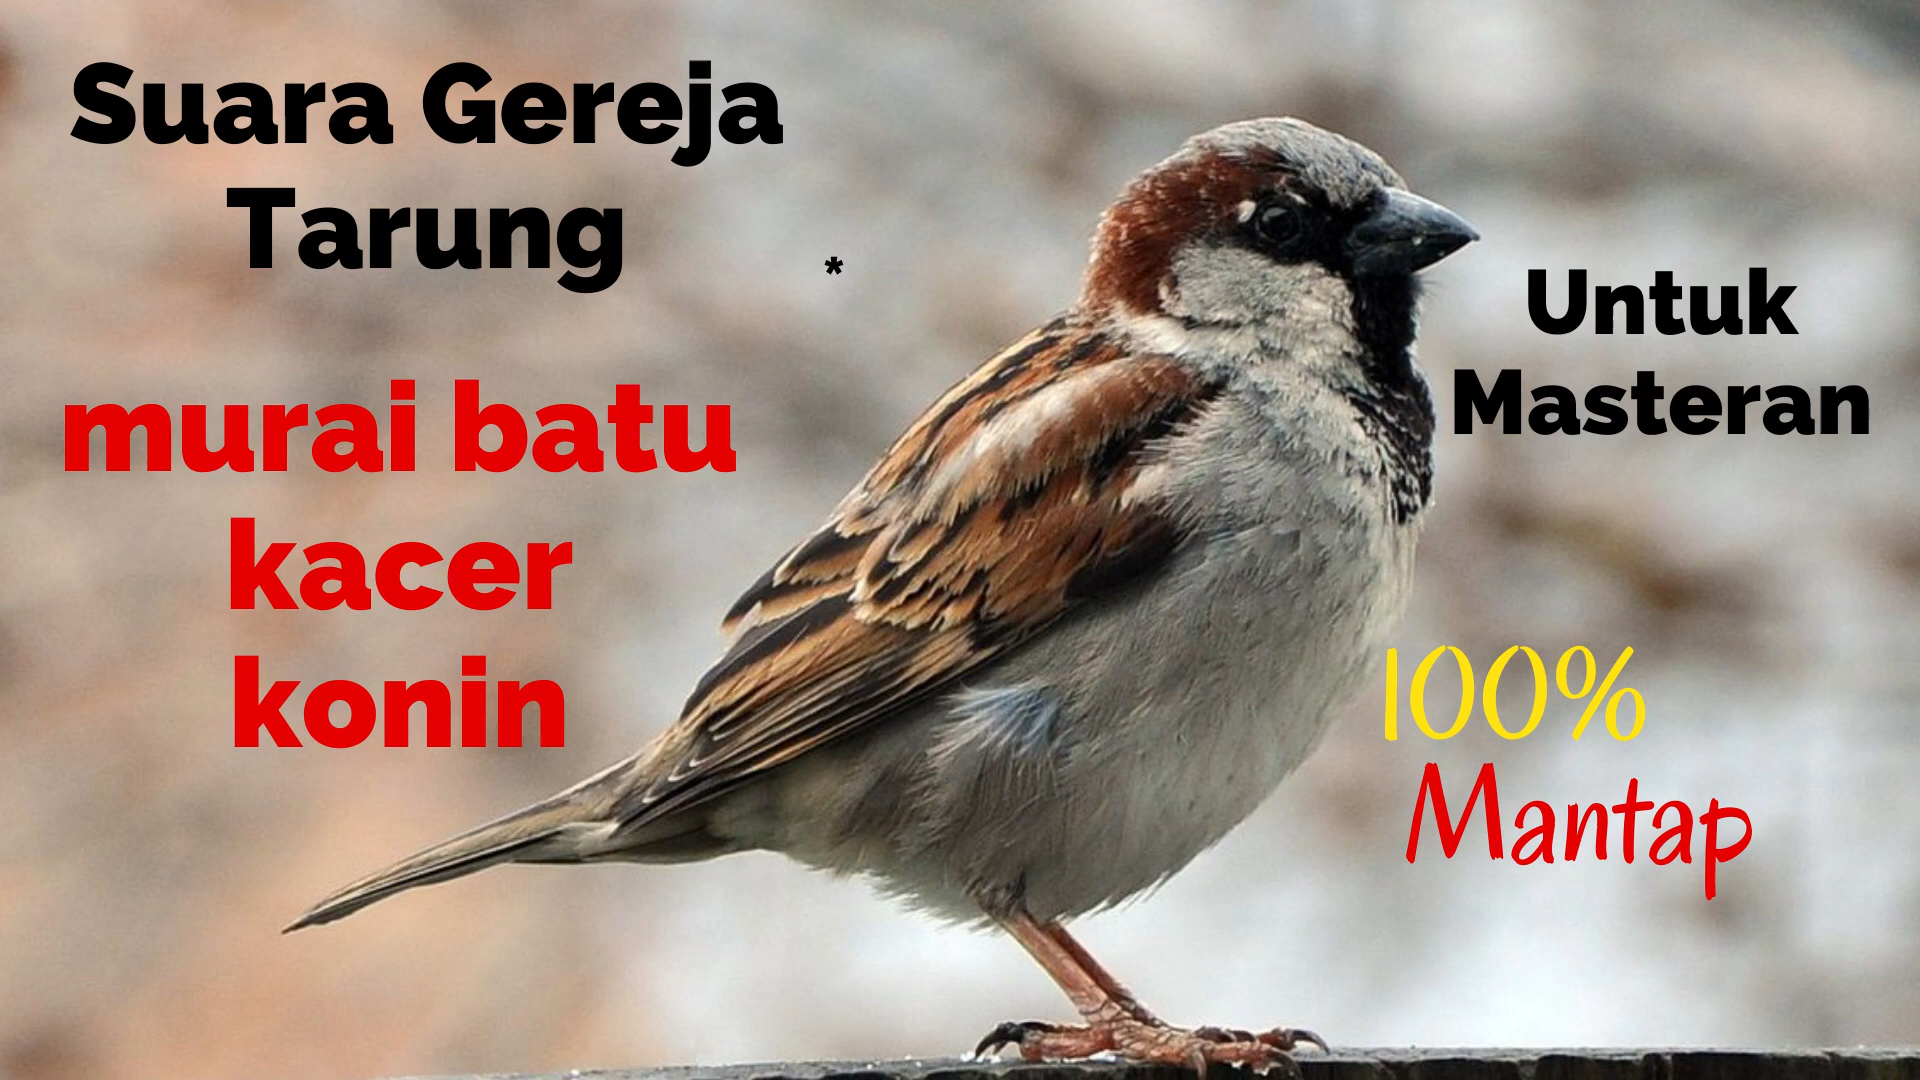 Suara Gereja
Tarung
*
murai batu
kacer
konin
Untuk
Masteran
100%
Mantap